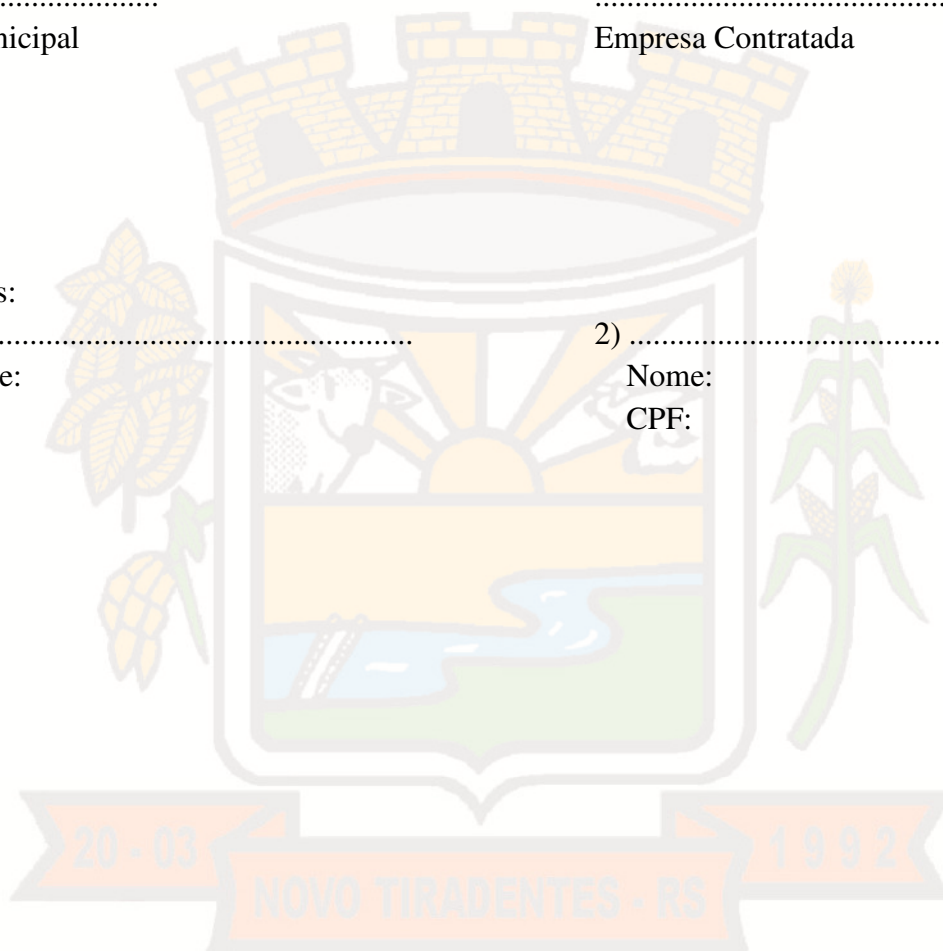 ............................................
nicipal
............................................
Empresa Contratada
s:
............................................
e:
2) ............................................
Nome:
CPF:
20 - 03
1992
NOVO TIRADENTES - RS